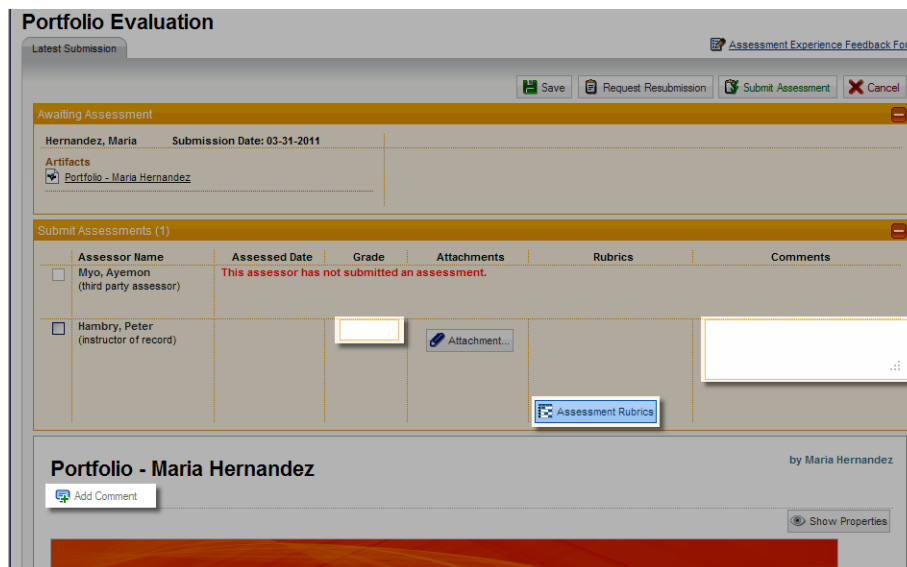 Portfolio Evaluation
Latest Submission
Assessment Experience Feedback For
Save
Request Resubmission
Submit Assessment
Cancel
Awaiting Assessment
Hernandez, Maria Submission Date: 03-31-2011
Artifacts
Portfolio - Maria Hernandez
Submit Assessments (1)
Assessor Name Assessed Date Grade Attachments Rubrics Comments
Myo, Ayemon This assessor has not submitted an assessment.
(third party assessor)
Hambry, Peter
(instructor of record)
Attachment...
Assessment Rubrics
Portfolio - Maria Hernandez
by Maria Hernandez
Add Comment
Show Properties